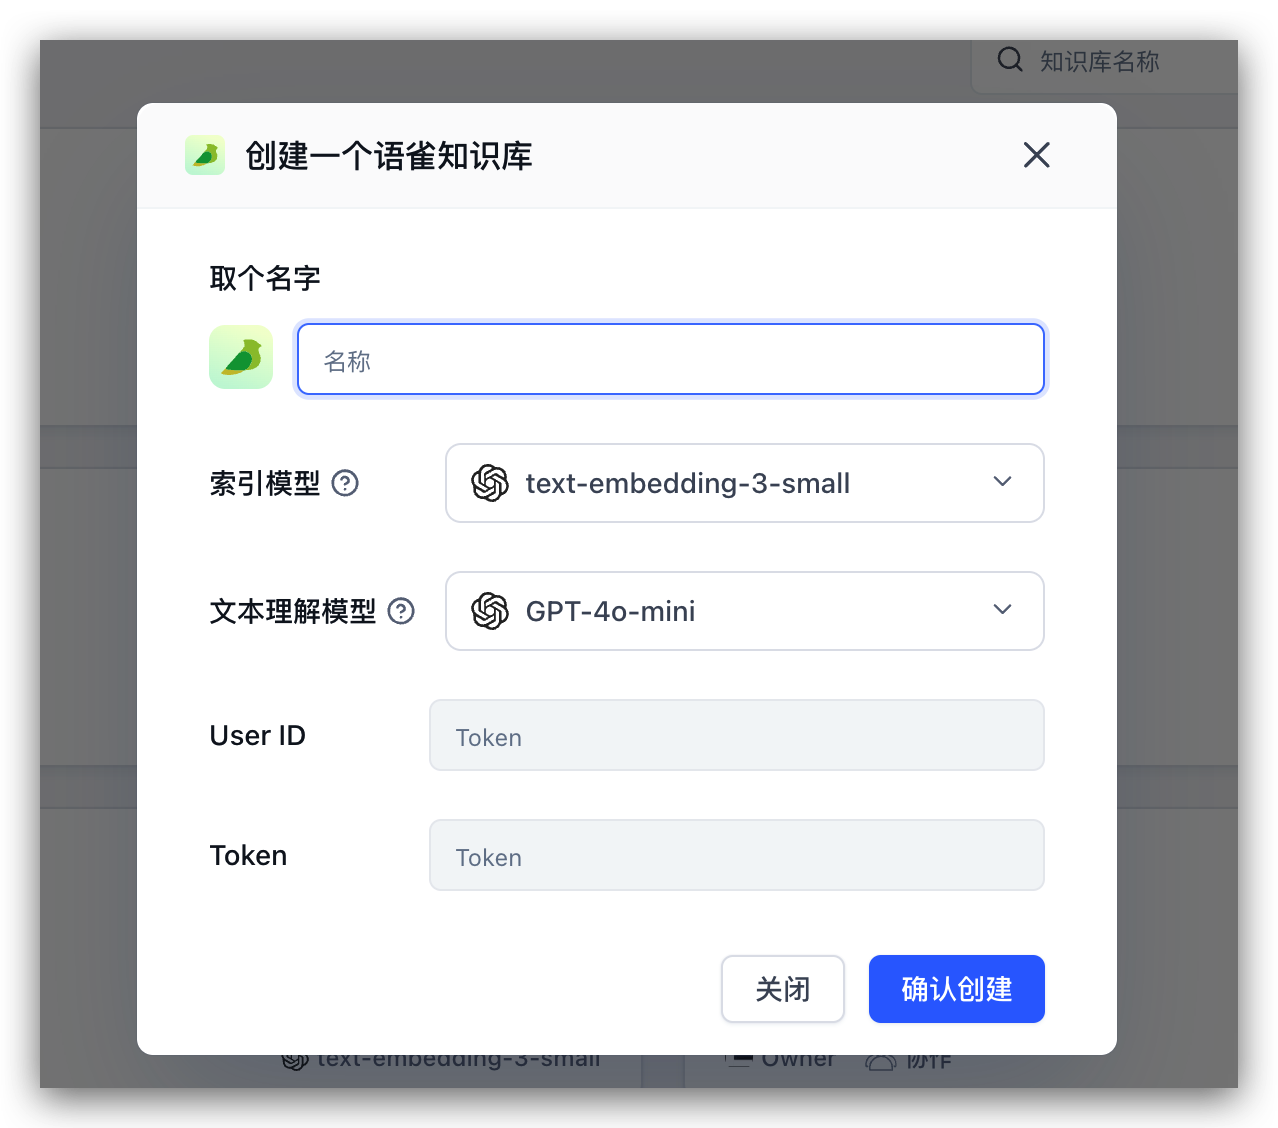 知识库名称
创建一个语雀知识库
取个名字
名称
索引模型
text-embedding-3-small
文本理解模型
GPT-4o-mini
User ID
Token
Token
Token
关闭
确认创建
text-embedding-3-small
Owner
协作